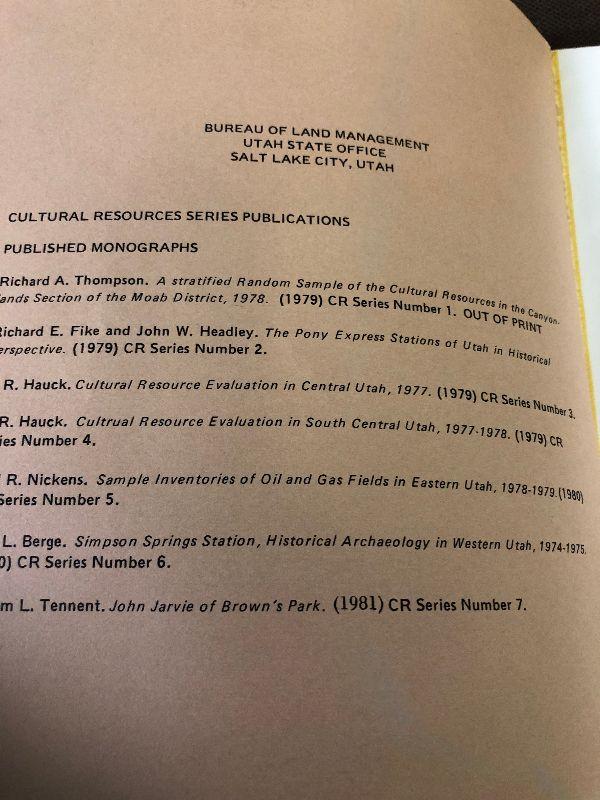 BUREAU OF LAND MANAGEMENT
UTAH STATE OFFICE
SALT LAKE CITY, UTAH
CULTURAL RESOURCES SERIES PUBLICATIONS
PUBLISHED MONOGRAPHS
Richard A. Thompson. A stratified Random Sample of the Cultural Resources in the Canyon-
ands Section of the Moab District, 1978. (1979) CR Series Number 1. OUT OF PRINT
Richard E. Fike and John W. Headley. The Pony Express Stations of Utah in Historical
erspective. (1979) CR Series Number 2.
R. Hauck. Cultural Resource Evaluation in Central Utah, 1977. (1979) CR Series Number 3.
R. Hauck. Cultrual Resource Evaluation in South Central Utah, 1977-1978. (1979) CR
ies Number 4.
R. Nickens. Sample Inventories of Oil and Gas Fields in Eastern Utah, 1978-1979.(1980)
Series Number 5.
L. Berge. Simpson Springs Station, Historical Archaeology in Western Utah, 1974-1975.
0) CR Series Number 6.
m L. Tennent. John Jarvie of Brown's Park. (1981) CR Series Number 7.